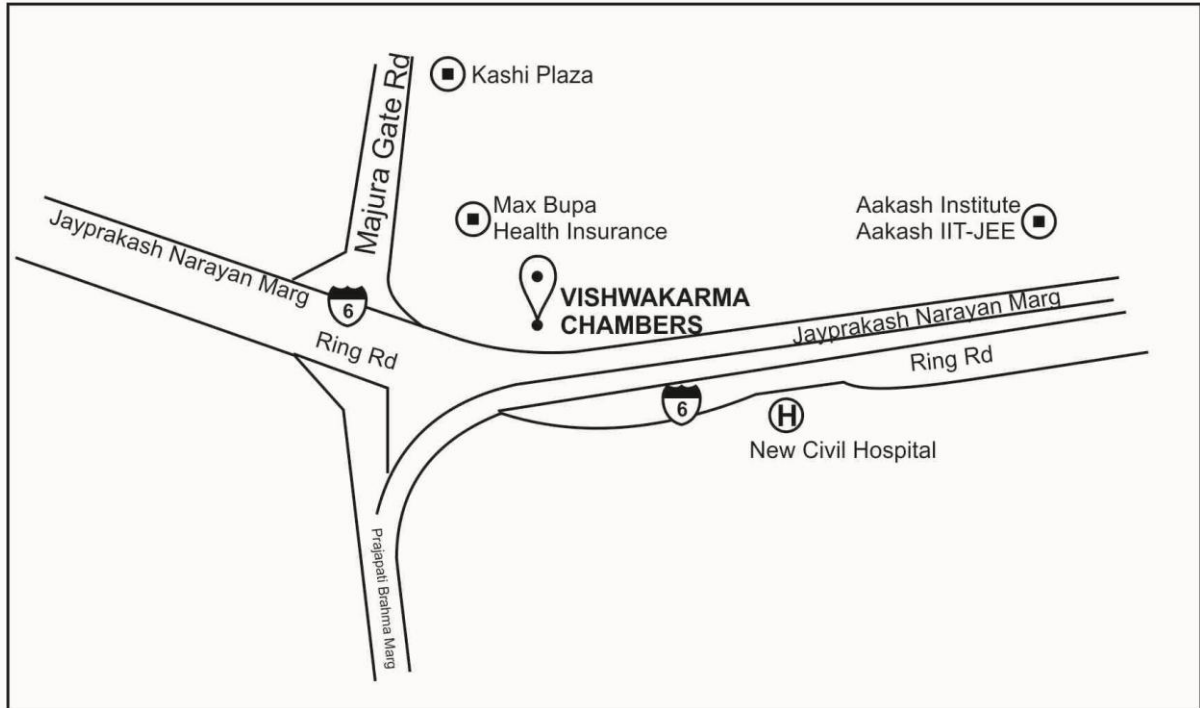 Majura Gate Rd
Kashi Plaza
Jayprakash Narayan Marg
Max Bupa
Health Insurance
Aakash Institute
Aakash IIT-JEE
6
VISHWAKARMA
CHAMBERS
Jayprakash Narayan Marg
Ring Rd
Ring Rd
6
H
New Civil Hospital
Prajapati Brahma Marg